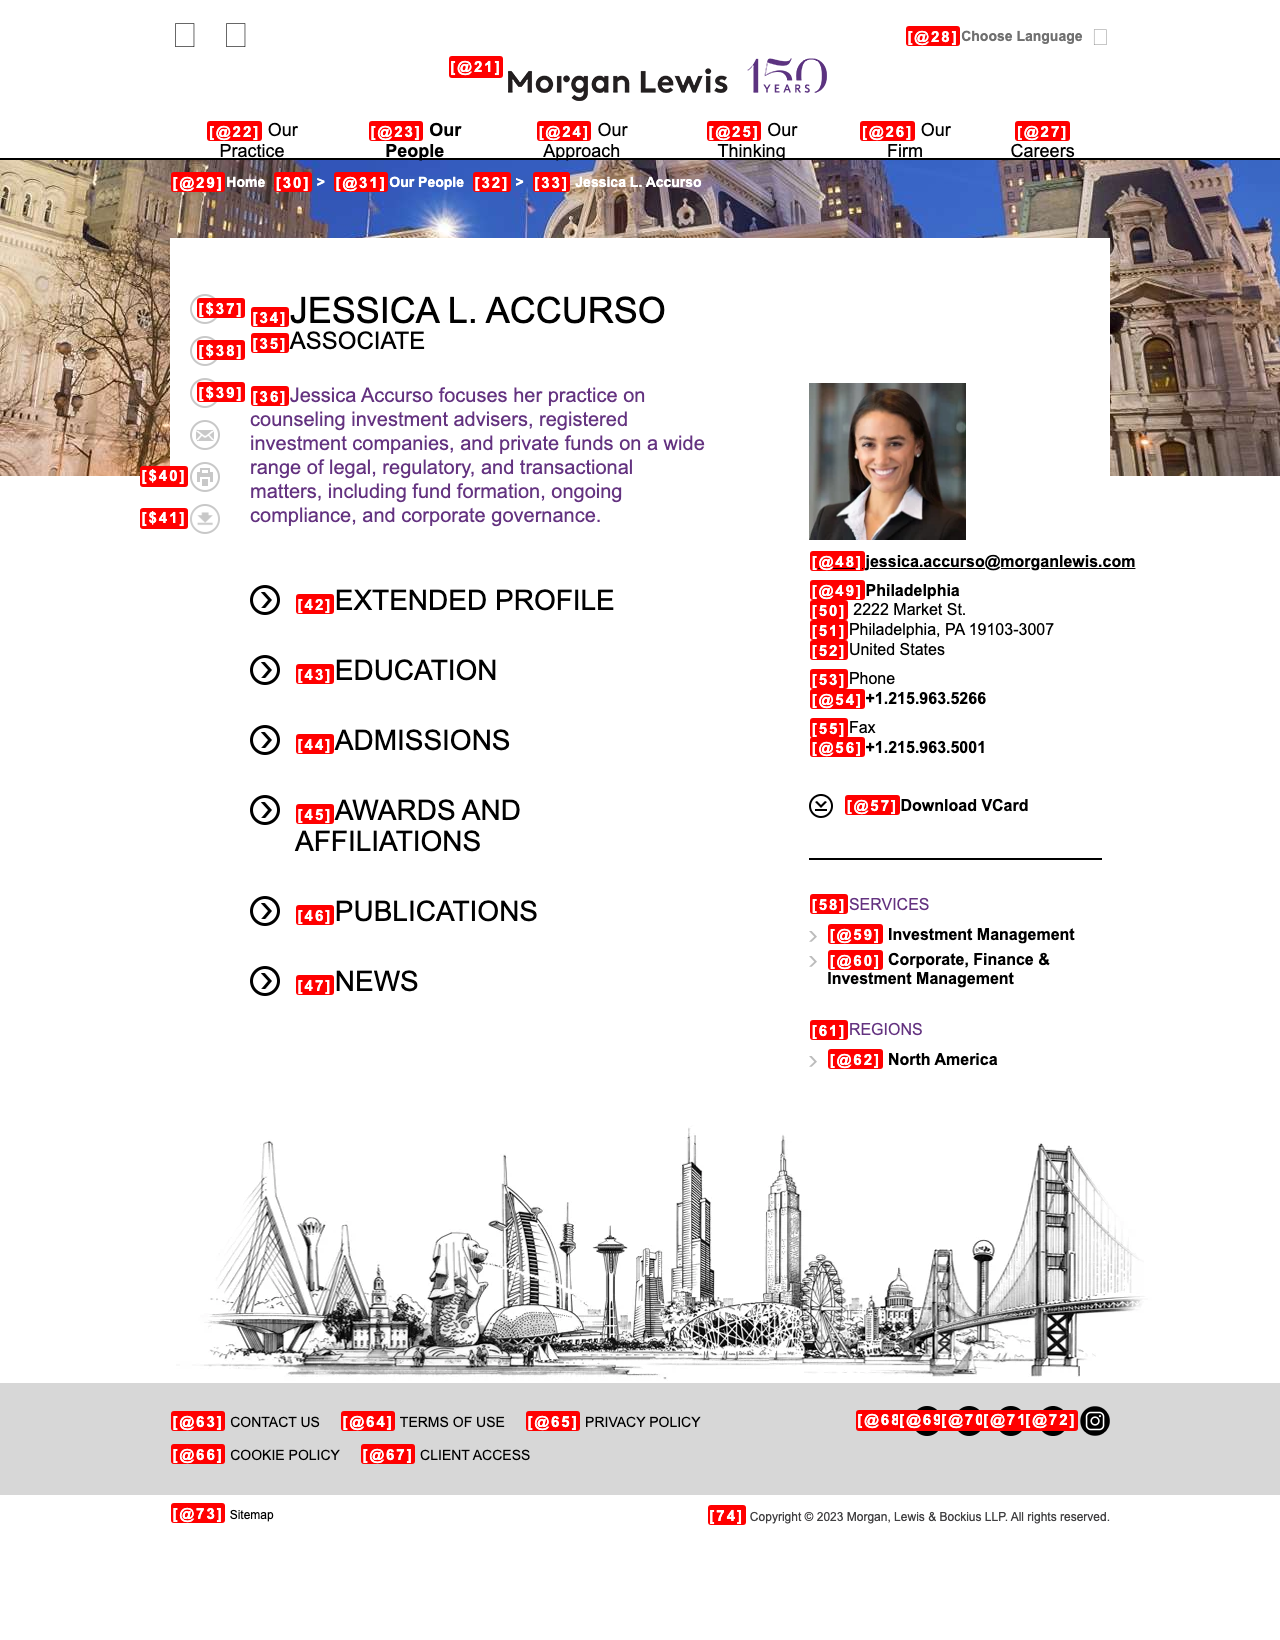 [@28] Choose Language
[@21] Morgan Lewis 150 YEARS
[@22] Our Practice
[@23] Our People
[@24] Our Approach
[@25] Our Thinking
[@26] Our Firm
[@27] Careers
[@29] Home [30] > [@31] Our People [32] > [33] Jessica L. Accurso
[$37]
[34] JESSICA L. ACCURSO
[$38]
[35] ASSOCIATE
[$39]
[36] Jessica Accurso focuses her practice on
counseling investment advisers, registered
investment companies, and private funds on a wide
range of legal, regulatory, and transactional
matters, including fund formation, ongoing
compliance, and corporate governance.
[$40]
[$41]
[42] EXTENDED PROFILE
[43] EDUCATION
[44] ADMISSIONS
[45] AWARDS AND
AFFILIATIONS
[46] PUBLICATIONS
[47] NEWS
[@48] jessica.accurso@morganlewis.com
[@49] Philadelphia
[50] 2222 Market St.
[51] Philadelphia, PA 19103-3007
[52] United States
[53] Phone
[@54] +1.215.963.5266
[55] Fax
[@56] +1.215.963.5001
[@57] Download VCard
[58] SERVICES
[@59] Investment Management
[@60] Corporate, Finance &
Investment Management
[61] REGIONS
[@62] North America
[@63] CONTACT US [@64] TERMS OF USE [@65] PRIVACY POLICY
[@68 [@69 [@70 [@71 [@72]
[@66] COOKIE POLICY [@67] CLIENT ACCESS
[@73] Sitemap
[74] Copyright © 2023 Morgan, Lewis & Bockius LLP. All rights reserved.